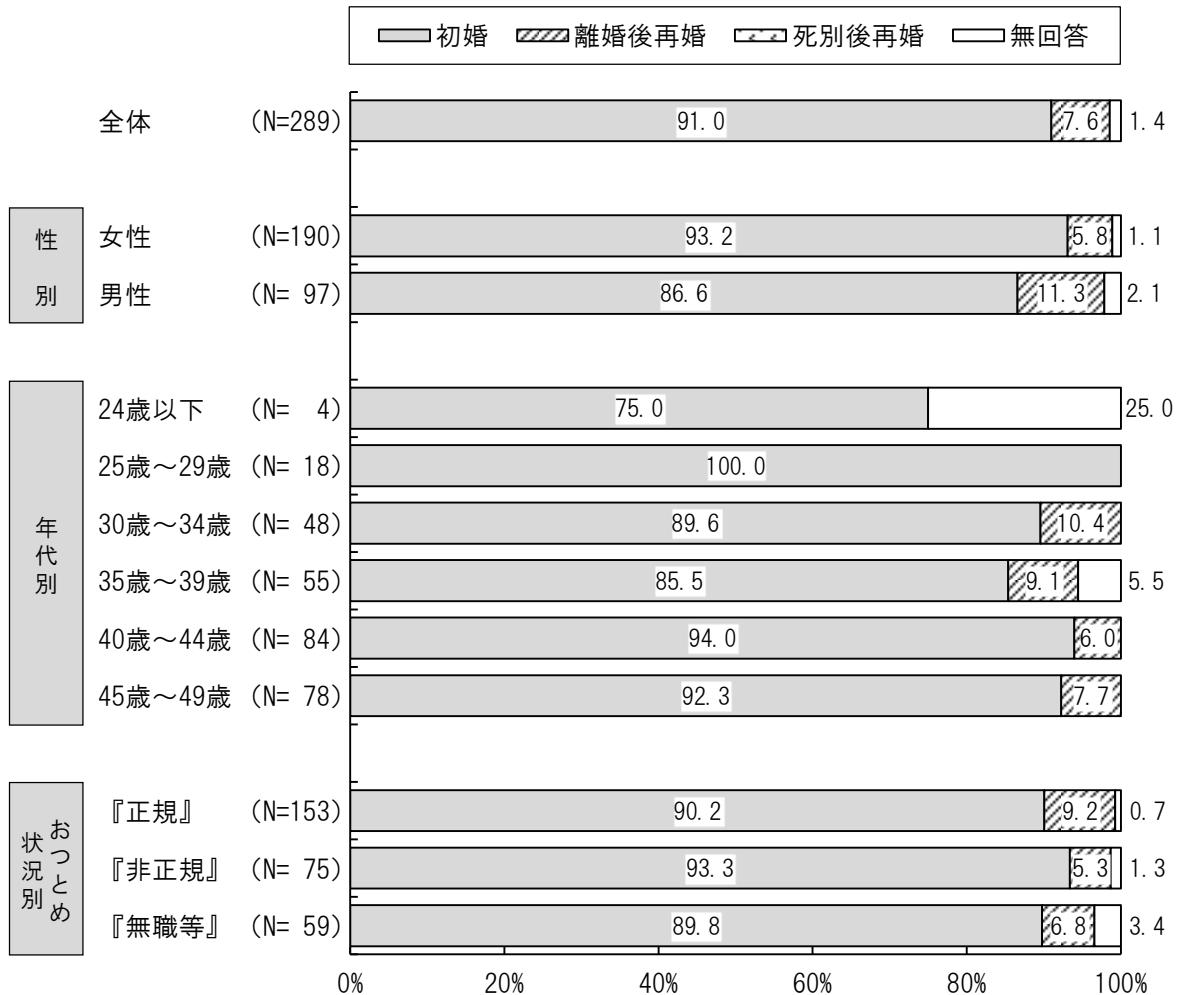 初婚 離婚後再婚 死別後再婚 無回答
全体 (N=289) 91.0 7.6 1.4
性別
女性 (N=190) 93.2 5.8 1.1
男性 (N= 97) 86.6 11.3 2.1
年代別
24歳以下 (N= 4) 75.0 25.0
25歳～29歳 (N= 18) 100.0
30歳～34歳 (N= 48) 89.6 10.4
35歳～39歳 (N= 55) 85.5 9.1 5.5
40歳～44歳 (N= 84) 94.0 6.0
45歳～49歳 (N= 78) 92.3 7.7
おつとめ
状況別
『正規』 (N=153) 90.2 9.2 0.7
『非正規』 (N= 75) 93.3 5.3 1.3
『無職等』 (N= 59) 89.8 6.8 3.4
0% 20% 40% 60% 80% 100%